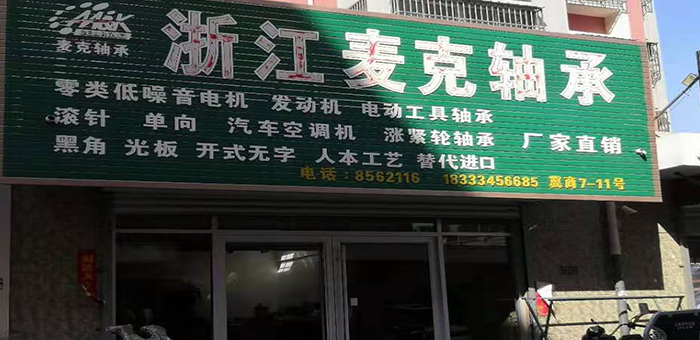 AMSK
麦克轴承
浙江麦克轴承
零类低噪音电机 发动机 电动工具轴承
滚针 单向 汽车空调机 涨紧轮轴承 厂家直销
黑角 光板 开式无字 人本工艺 替代进口
电话:8562116 18333456685 冀商7-11号